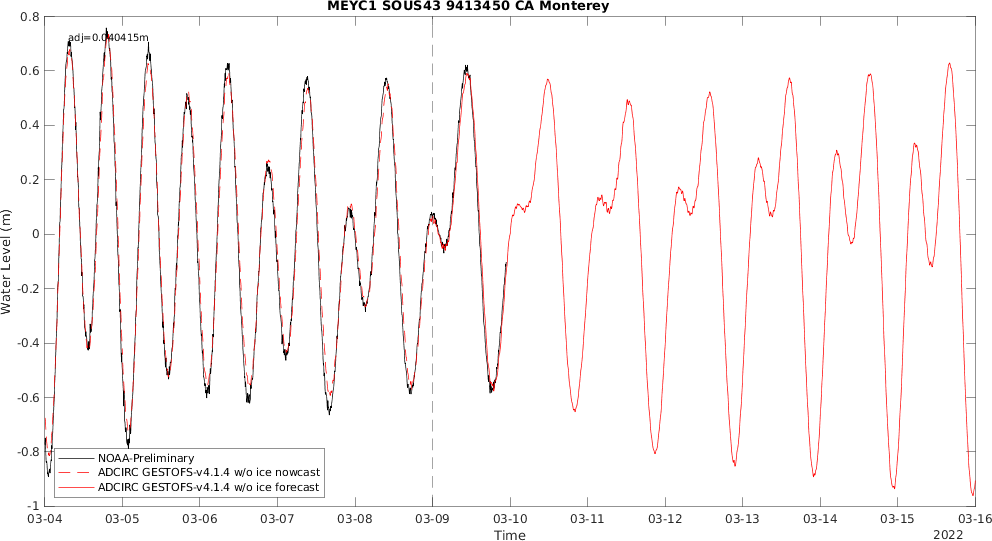 MEYC1 SOUS43 9413450 CA Monterey
adj=0.040415m
0.8
0.6
0.4
0.2
0
-0.2
-0.4
-0.6
-0.8
-1
Water Level (m)
NOAA-Preliminary
ADCIRC GESTOFS-v4.1.4 w/o ice nowcast
ADCIRC GESTOFS-v4.1.4 w/o ice forecast
03-04 03-05 03-06 03-07 03-08 03-09 03-10 03-11 03-12 03-13 03-14 03-15 03-16
Time
2022